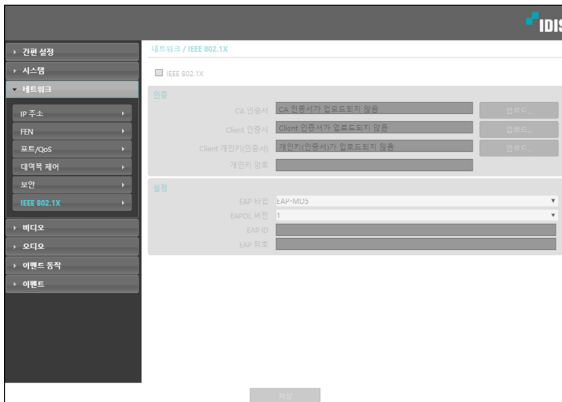 IDIS
간편 설정
시스템
네트워크
IP 주소
FEN
포트/QoS
대역폭 제어
보안
IEEE 802.1X
비디오
오디오
이벤트 동작
이벤트
네트워크 / IEEE 802.1X
IEEE 802.1X
인증
CA 인증서 CA 인증서가 업로드되지 않음 업로드...
Client 인증서 Client 인증서가 업로드되지 않음 업로드...
Client 개인키(인증서) 개인키(인증서)가 업로드되지 않음 업로드...
개인키 암호
설정
EAP 타입 EAP-MD5
EAPOL 버전 1
EAP ID
EAP 암호
저장